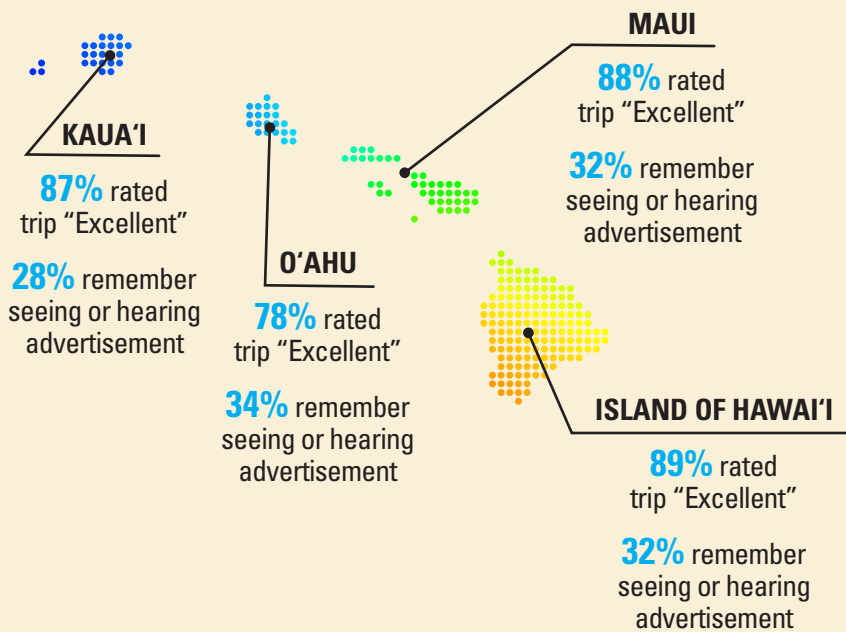 MAUI
88% rated
trip “Excellent”
32% remember
seeing or hearing
advertisement
KAUA‘I
87% rated
trip “Excellent”
28% remember
seeing or hearing
advertisement
O‘AHU
78% rated
trip “Excellent”
34% remember
seeing or hearing
advertisement
ISLAND OF HAWAI‘I
89% rated
trip “Excellent”
32% remember
seeing or hearing
advertisement